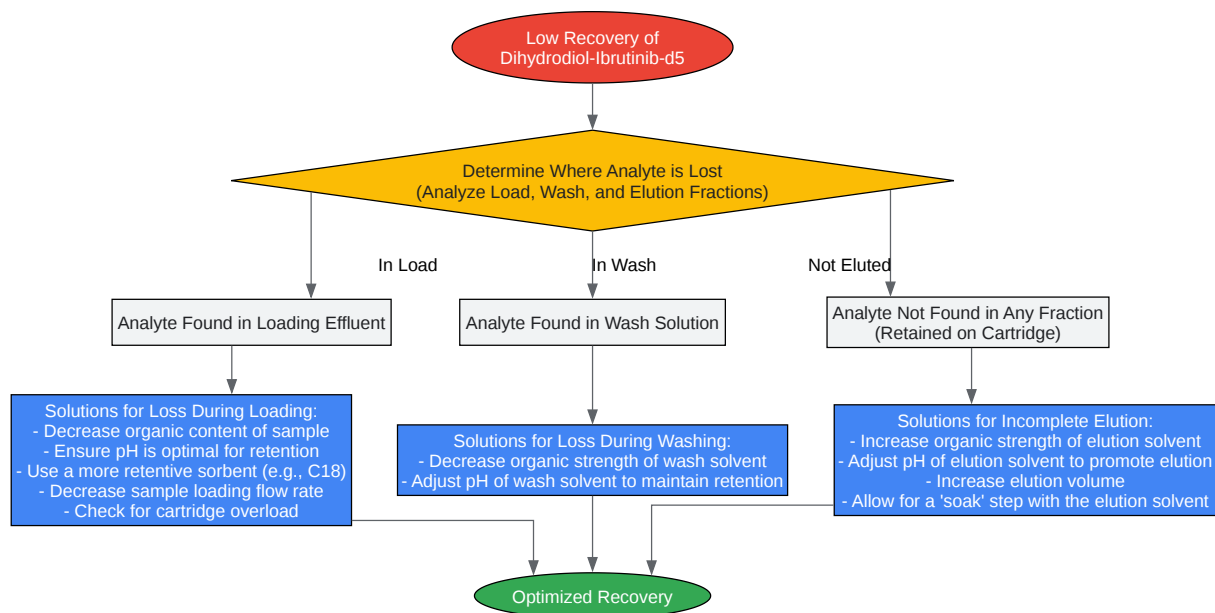 Low Recovery of
Dihydrodiol-Ibrutinib-d5
Determine Where Analyte is Lost
(Analyze Load, Wash, and Elution Fractions)
In Load
In Wash
Not Eluted
Analyte Found in Loading Effluent
Analyte Found in Wash Solution
Analyte Not Found in Any Fraction
(Retained on Cartridge)
Solutions for Loss During Loading:
- Decrease organic content of sample
- Ensure pH is optimal for retention
- Use a more retentive sorbent (e.g., C18)
- Decrease sample loading flow rate
- Check for cartridge overload
Solutions for Loss During Washing:
- Decrease organic strength of wash solvent
- Adjust pH of wash solvent to maintain retention
Solutions for Incomplete Elution:
- Increase organic strength of elution solvent
- Adjust pH of elution solvent to promote elution
- Increase elution volume
- Allow for a 'soak' step with the elution solvent
Optimized Recovery